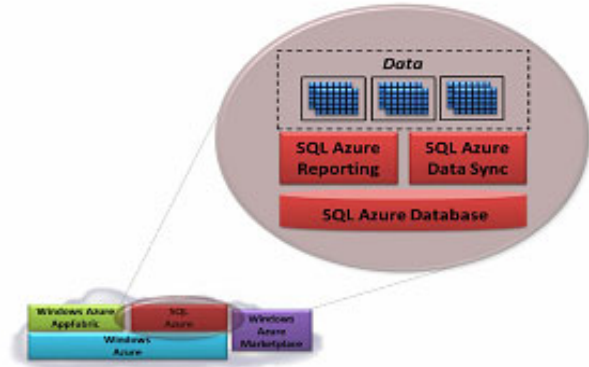 Data
SQL Azure
Reporting
SQL Azure
Data Sync
SQL Azure Database
Windows Azure
AppFabric
SQL
Azure
Windows
Azure
Marketplace
Windows
Azure